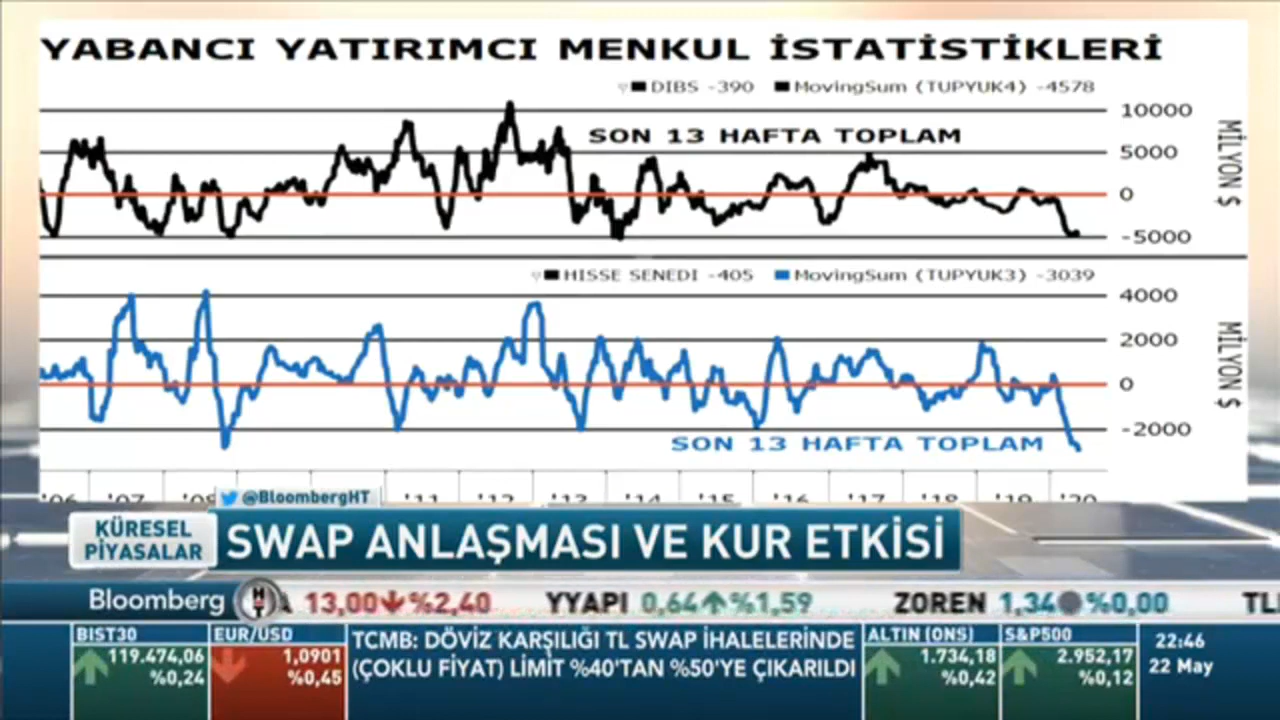 YABANCI YATIRIMCI MENKUL İSTATİSTİKLERİ
DIBS -390 MovingSum (TUPYUK4) -4578
SON 13 HAFTA TOPLAM
10000
5000
0
-5000
MİLYON $
HISSE SENEDI -405 MovingSum (TUPYUK3) -3039
4000
2000
0
-2000
MİLYON $
SON 13 HAFTA TOPLAM
'06 '07 '08 '11 '12 '13 '14 '15 '16 '17 '18 '19 '20
@BloombergHT
KÜRESEL
PİYASALAR
SWAP ANLAŞMASI VE KUR ETKİSİ
Bloomberg HT 13,00 %2,40 YYAPI 0,64 %1,59 ZOREN 1,34 %0,00
BIST30
119.474,06
%0,24
EUR/USD
1,0901
%0,45
TCMB: DÖVİZ KARŞILIĞI TL SWAP İHALELERİNDE
(ÇOKLU FİYAT) LİMİT %40'TAN %50'YE ÇIKARILDI
ALTIN (ONS)
1.734,18
%0,42
S&P500
2.952,17
%0,12
22:46
22 May